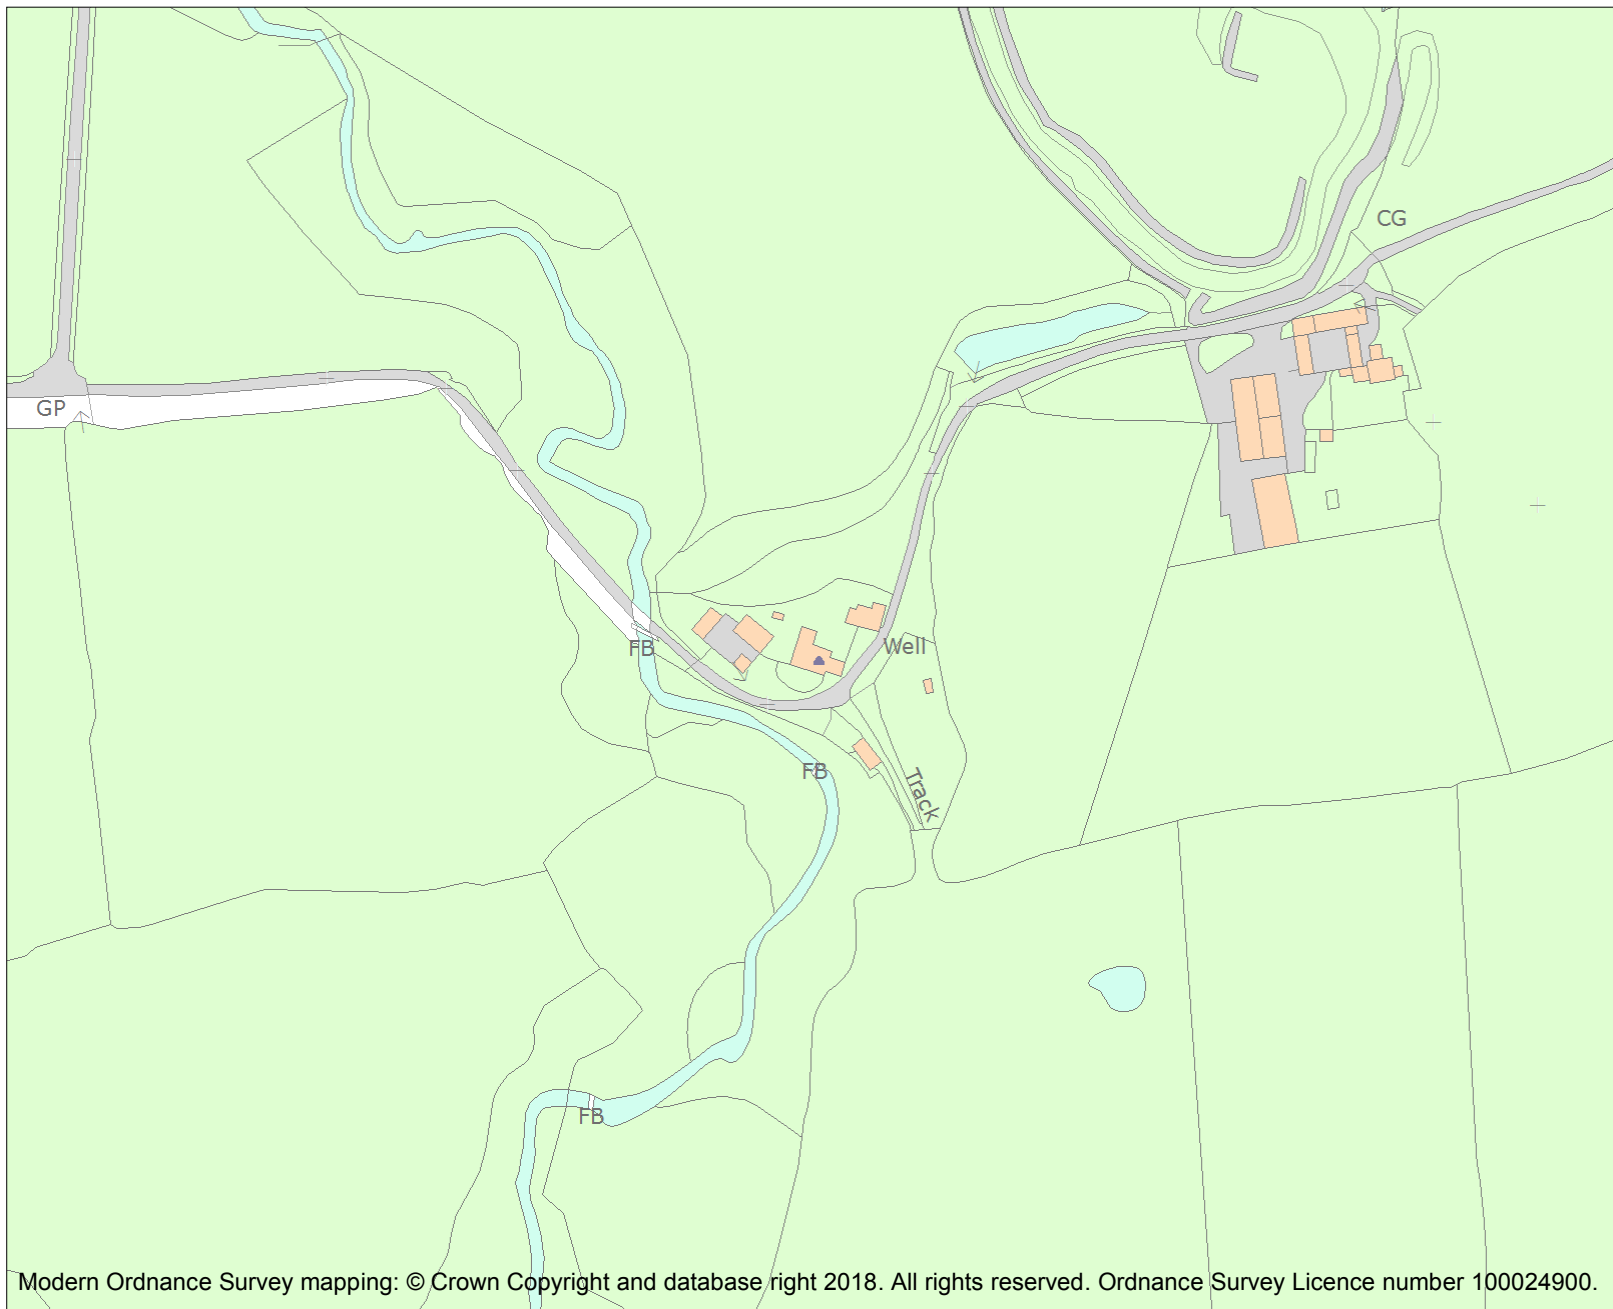 CG
GP
FB
Well
FB
Track
FB
Modern Ordnance Survey mapping: © Crown Copyright and database right 2018. All rights reserved. Ordnance Survey Licence number 100024900.